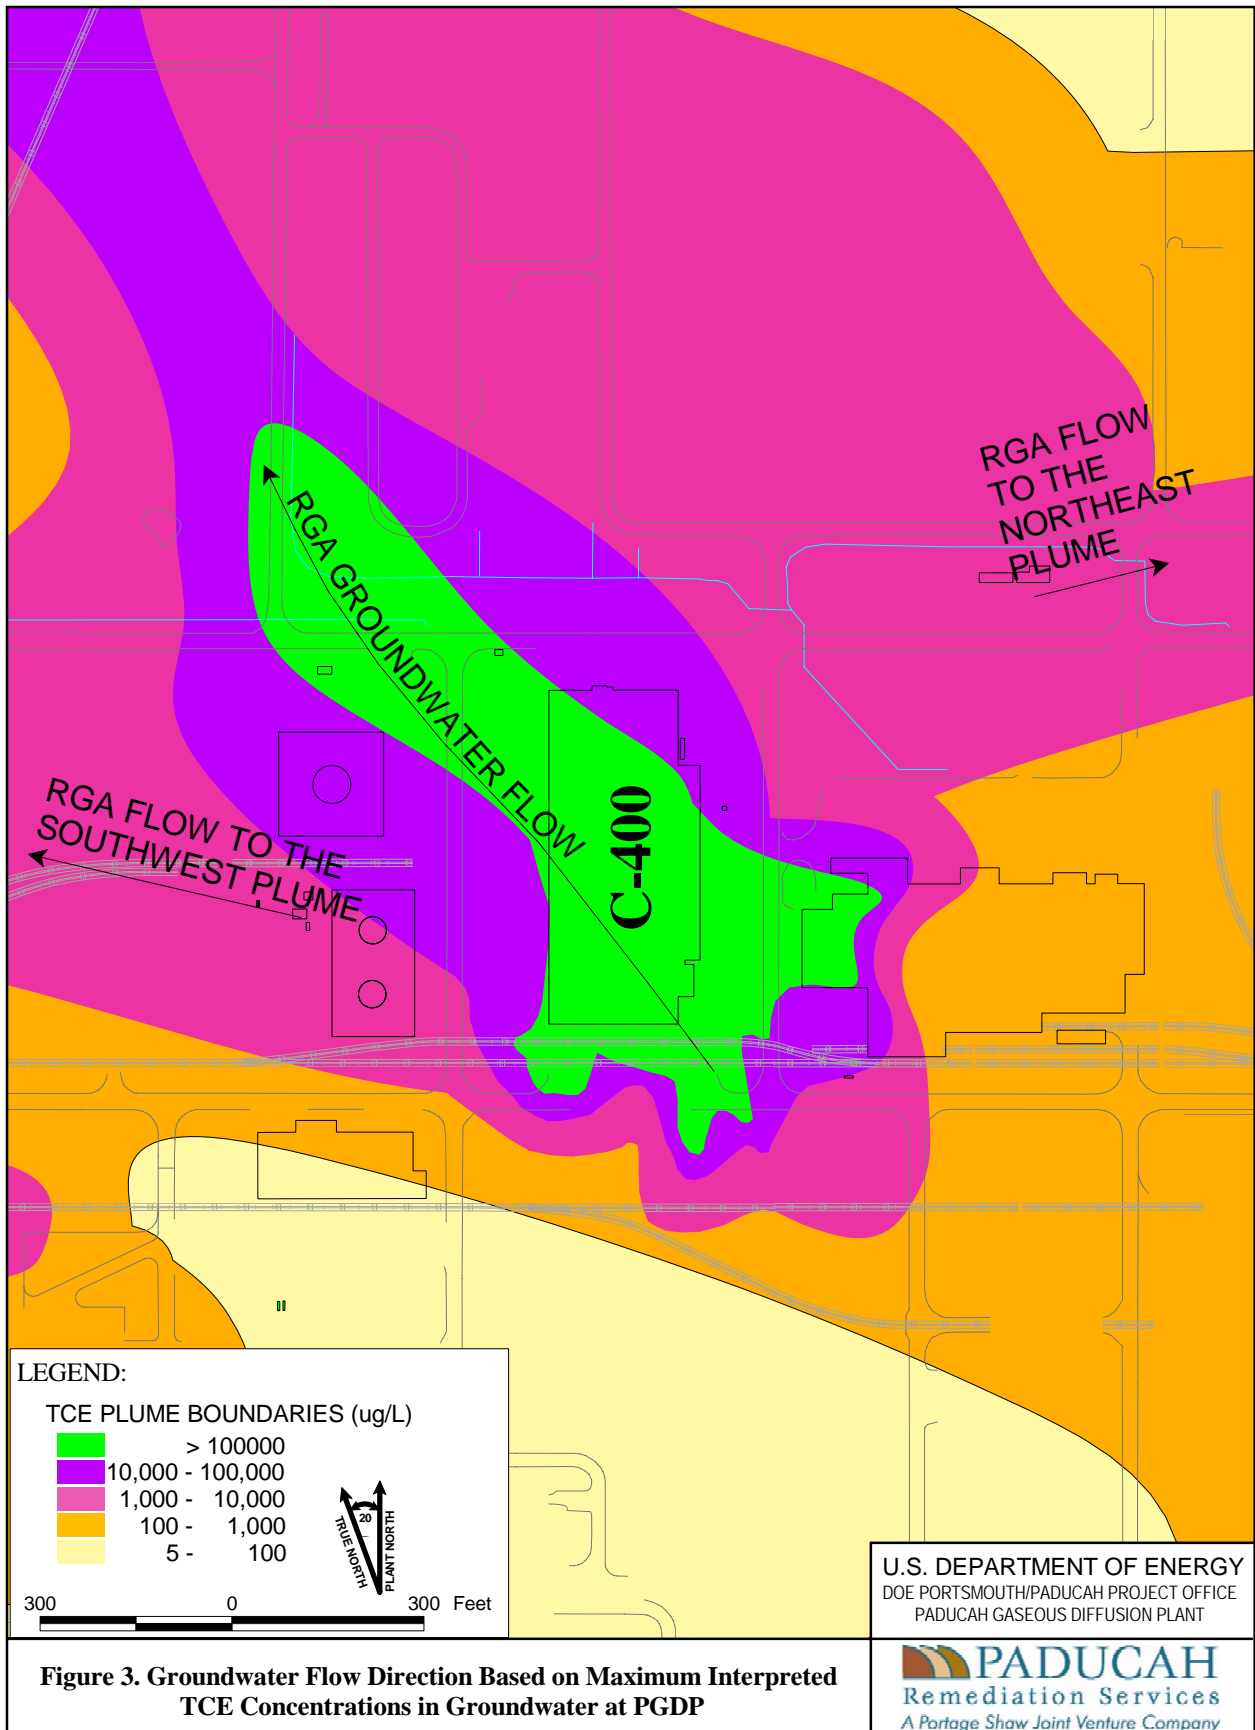 RGA FLOW
TO THE
NORTHEAST
PLUME
RGA GROUNDWATER FLOW
C-400
RGA FLOW TO THE
SOUTHWEST PLUME
LEGEND:
TCE PLUME BOUNDARIES (ug/L)
> 100000
10,000 - 100,000
1,000 - 10,000
100 - 1,000
5 - 100
20
TRUE NORTH
PLANT NORTH
300 0 300 Feet
U.S. DEPARTMENT OF ENERGY
DOE PORTSMOUTH/PADUCAH PROJECT OFFICE
PADUCAH GASEOUS DIFFUSION PLANT
Figure 3. Groundwater Flow Direction Based on Maximum Interpreted
TCE Concentrations in Groundwater at PGDP
PADUCAH
Remediation Services
A Portage Shaw Joint Venture Company